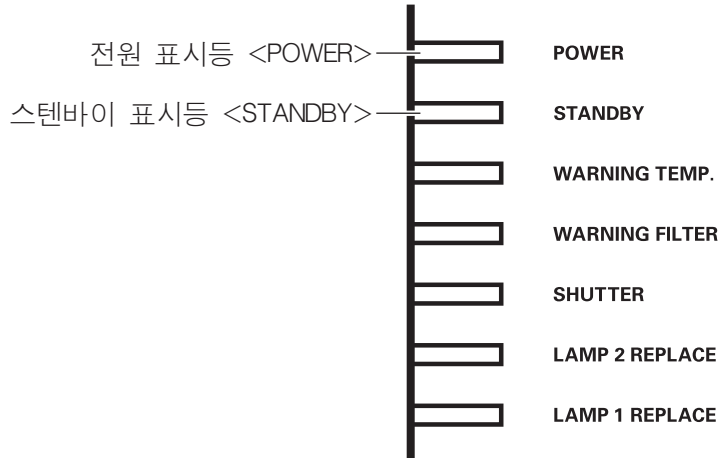 전원 표시등 <POWER> POWER
스텐바이 표시등 <STANDBY> STANDBY
WARNING TEMP.
WARNING FILTER
SHUTTER
LAMP 2 REPLACE
LAMP 1 REPLACE